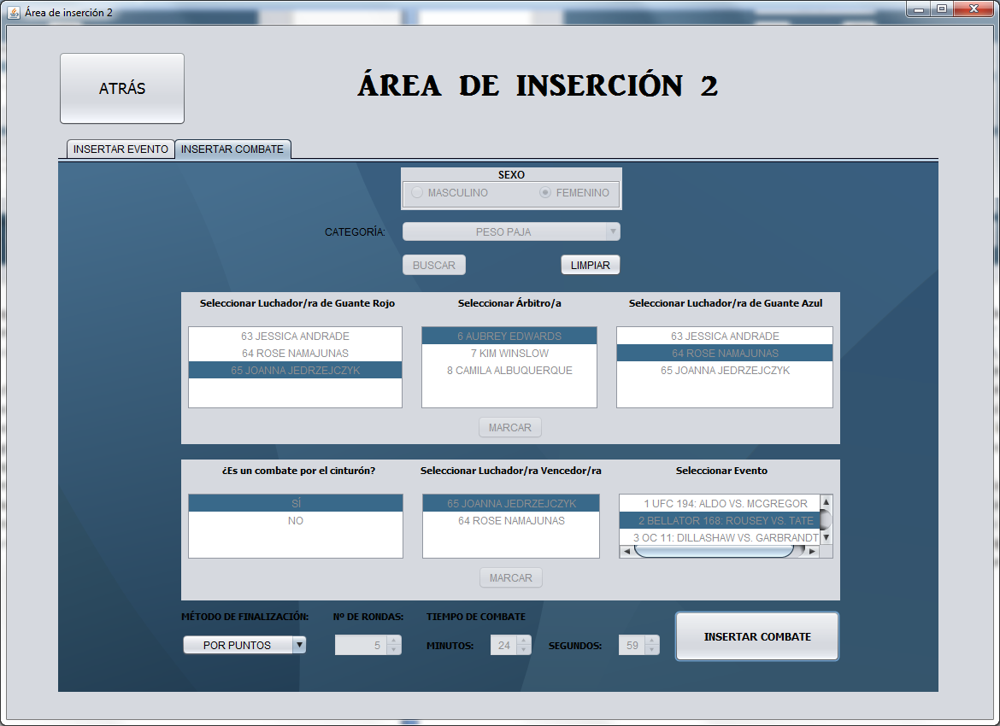 Área de inserción 2
ATRÁS
ÁREA DE INSERCIÓN 2
INSERTAR EVENTO
INSERTAR COMBATE
SEXO
MASCULINO
FEMENINO
CATEGORÍA:
PESO PAJA
BUSCAR
LIMPIAR
Seleccionar Luchador/ra de Guante Rojo
63 JESSICA ANDRADE
64 ROSE NAMAJUNAS
65 JOANNA JEDRZEJCZYK
Seleccionar Árbitro/a
6 AUBREY EDWARDS
7 KIM WINSLOW
8 CAMILA ALBUQUERQUE
Seleccionar Luchador/ra de Guante Azul
63 JESSICA ANDRADE
64 ROSE NAMAJUNAS
65 JOANNA JEDRZEJCZYK
MARCAR
¿Es un combate por el cinturón?
SÍ
NO
Seleccionar Luchador/ra Vencedor/ra
65 JOANNA JEDRZEJCZYK
64 ROSE NAMAJUNAS
Seleccionar Evento
1 UFC 194: ALDO VS. MCGREGOR
2 BELLATOR 168: ROUSEY VS. TATE
3 OC 11: DILLASHAW VS. GARBRANDT
MARCAR
MÉTODO DE FINALIZACIÓN:
POR PUNTOS
Nº DE RONDAS:
5
TIEMPO DE COMBATE
MINUTOS:
24
SEGUNDOS:
59
INSERTAR COMBATE